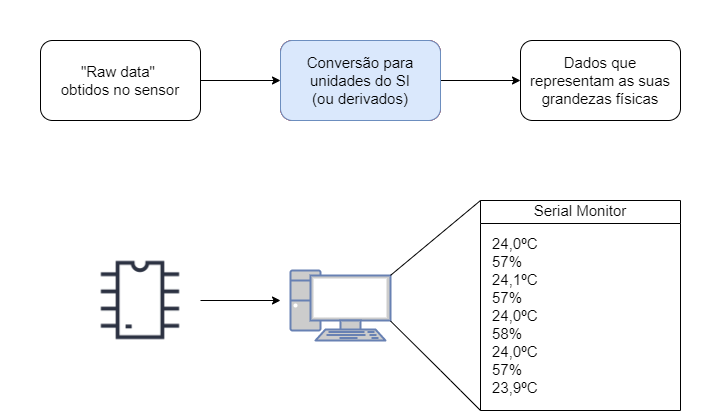 "Raw data"
obtidos no sensor
Conversão para
unidades do SI
(ou derivados)
Dados que
representam as suas
grandezas físicas
Serial Monitor
24,0ºC
57%
24,1ºC
57%
24,0ºC
58%
24,0ºC
57%
23,9ºC